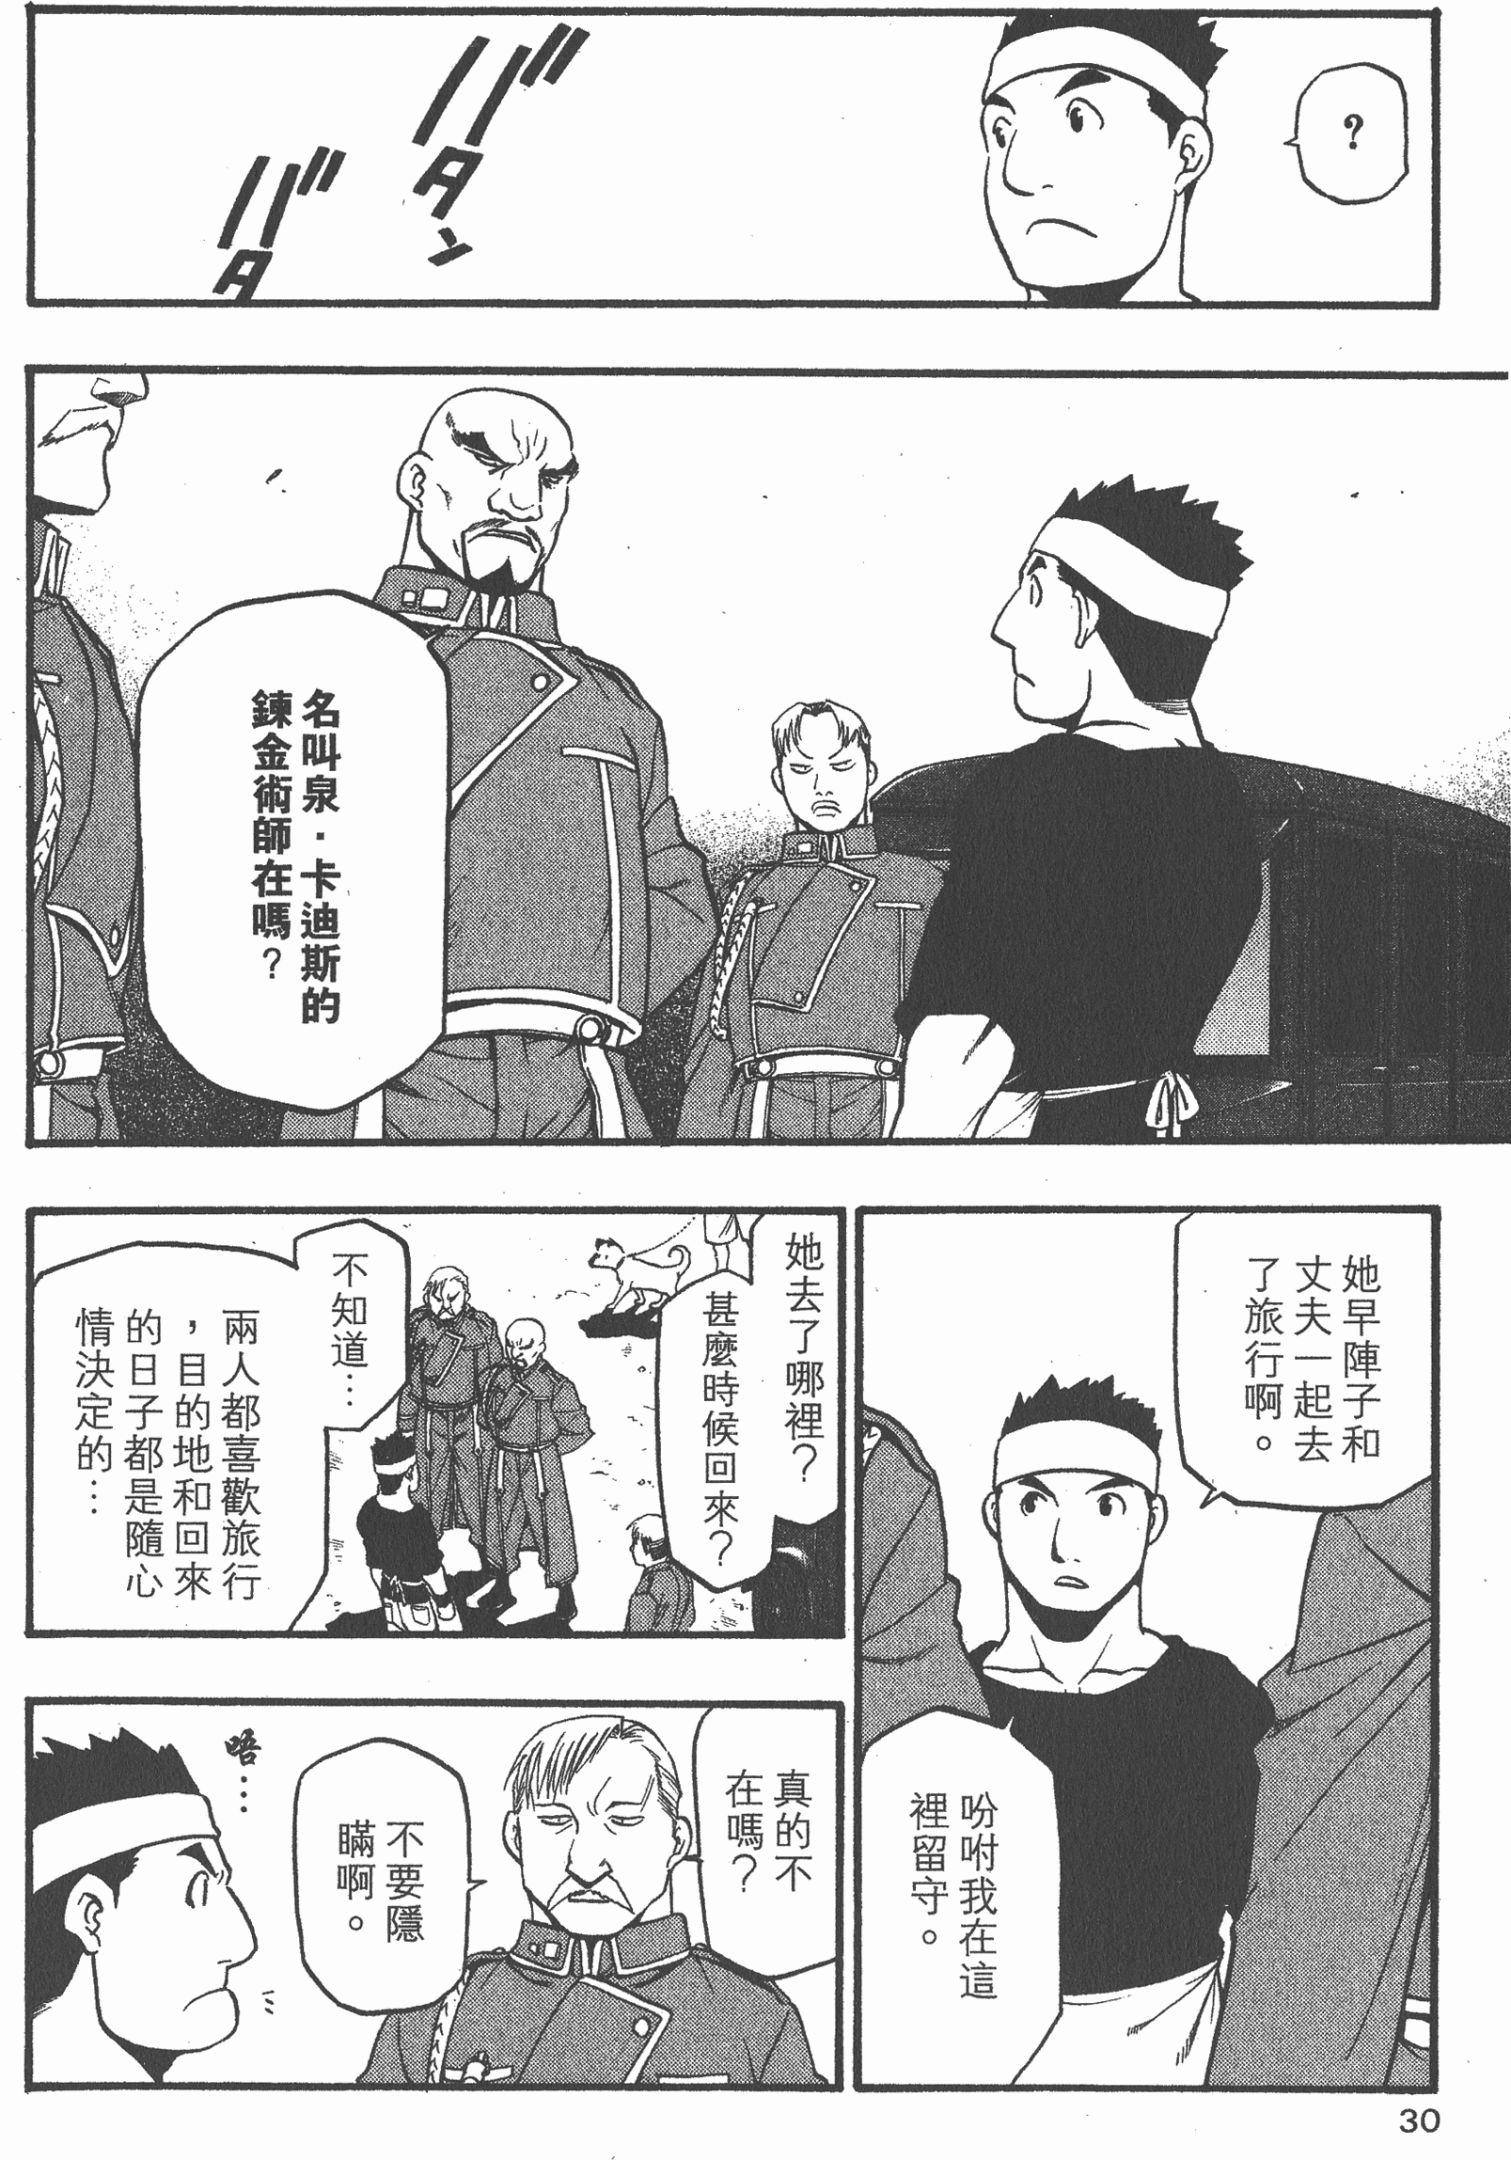 ?
バタン
バタ
名叫泉·卡迪斯的
鍊金術師在嗎?
她早陣子和
丈夫一起去
了旅行啊。
吩咐我在這
裡留守。
她去了哪裡?
甚麼時候回來?
不知道…
兩人都喜歡旅行
,目的地和回來
的日子都是隨心
情決定的…
真的不
在嗎?
不要隱
瞞啊。
唔…
30